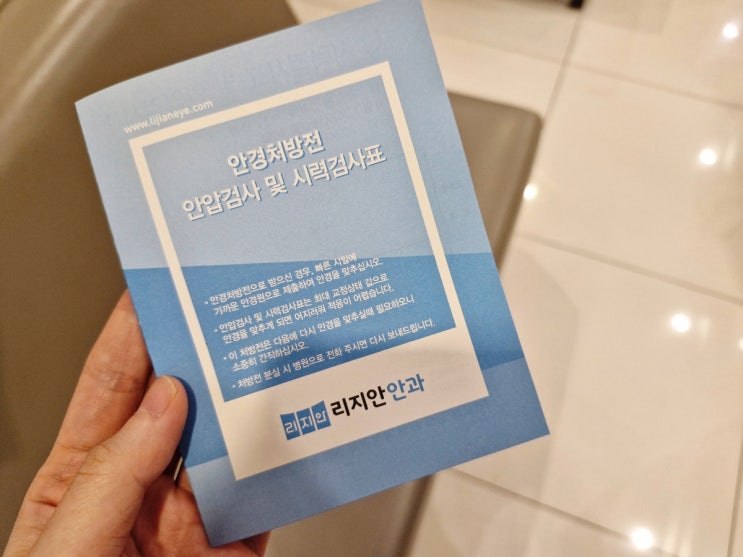 www.lijianeye.com
안경처방전
안압검사 및 시력검사표
• 안경처방전으로 받으신 경우, 빠른 시일에
가까운 안경원으로 제출하여 안경을 맞추십시오.
• 안압검사 및 시력검사표는 최대 교정상태 값으로
안경을 맞추게 되면 어지러워 적응이 어렵습니다.
• 이 처방전은 다음에 다시 안경을 맞추실때 필요하오니
소중히 간직하십시오.
• 처방전 분실 시 병원으로 전화 주시면 다시 보내드립니다.
리지안 리지안안과